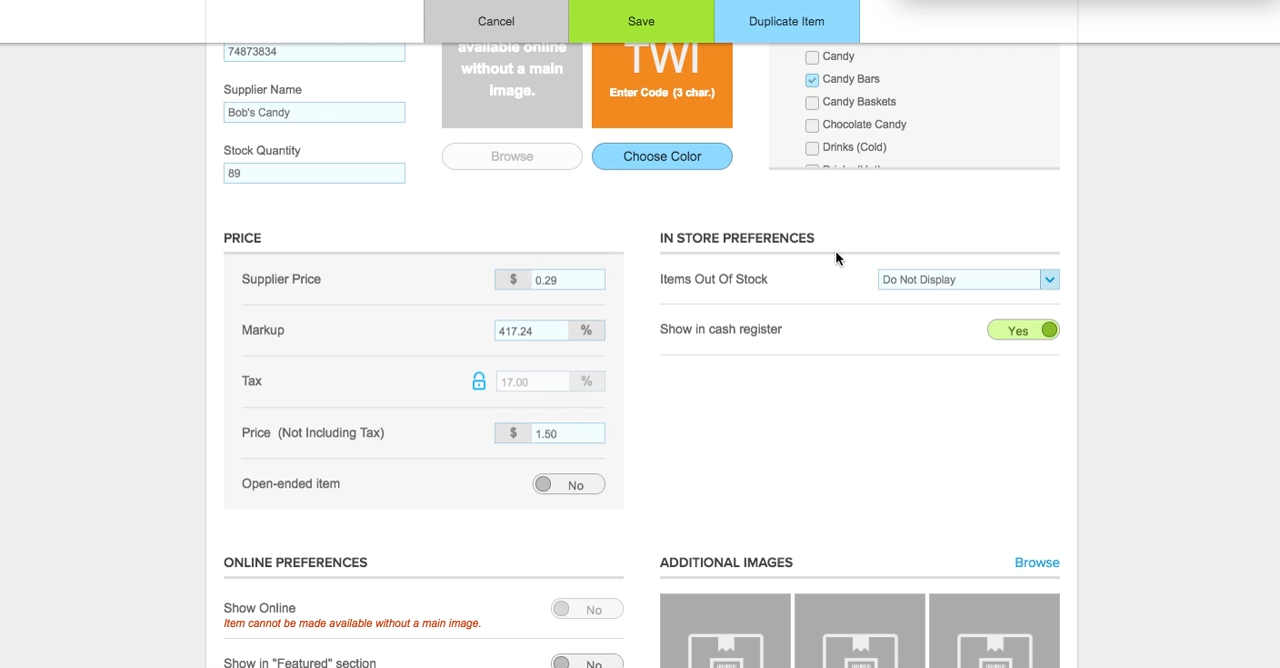 Cancel
Save
Duplicate Item
74873834
Supplier Name
Bob's Candy
Stock Quantity
89
available online
without a main
image.
Browse
TWI
Enter Code (3 char.)
Choose Color
Candy
Candy Bars
Candy Baskets
Chocolate Candy
Drinks (Cold)
PRICE
Supplier Price
$ 0.29
Markup
417.24 %
Tax
17.00 %
Price (Not Including Tax)
$ 1.50
Open-ended item
No
IN STORE PREFERENCES
Items Out Of Stock
Do Not Display
Show in cash register
Yes
ONLINE PREFERENCES
Show Online
No
Item cannot be made available without a main image.
Show in "Featured" section
No
ADDITIONAL IMAGES
Browse